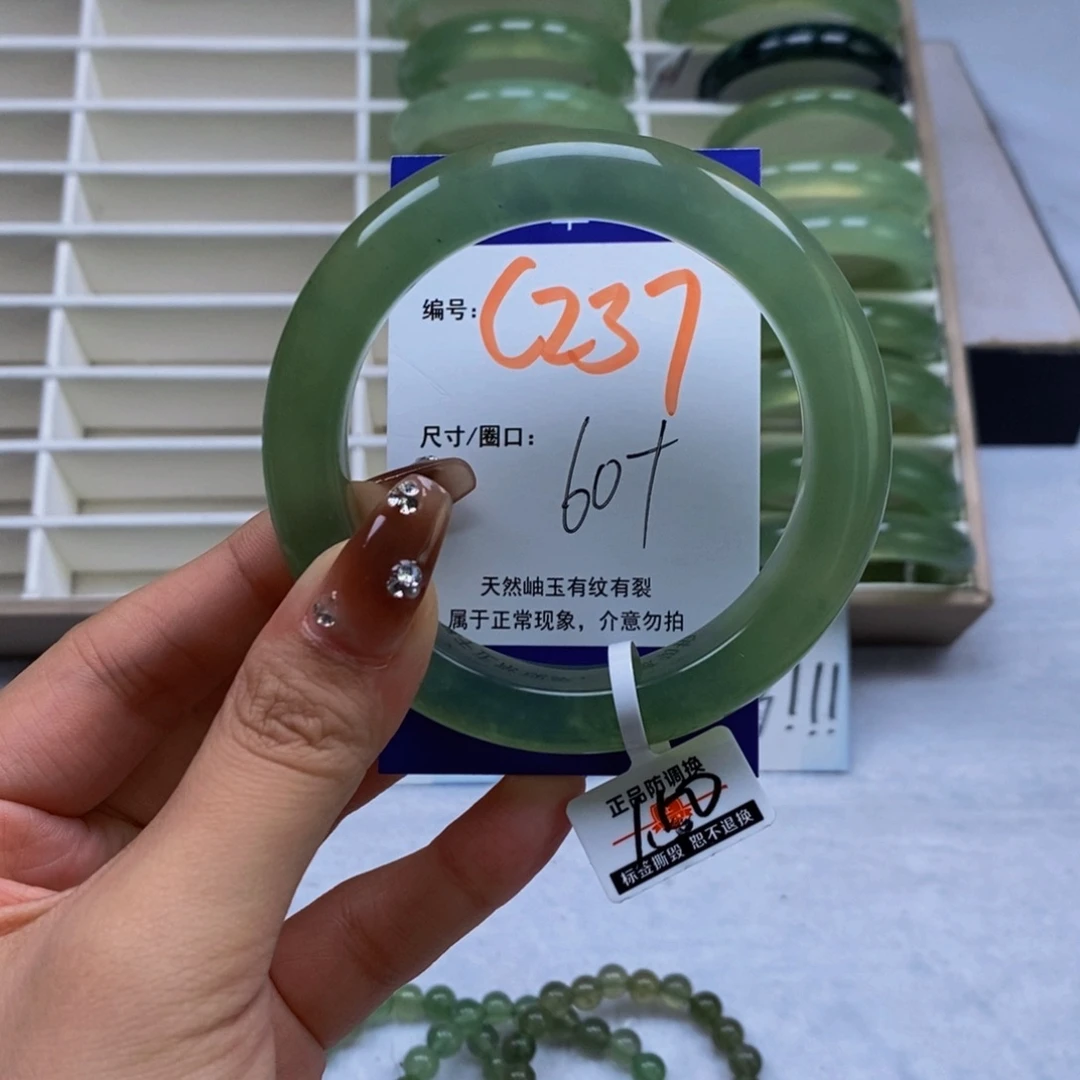 编号: C237
尺寸/圈口: 60+
天然岫玉有纹有裂
属于正常现象，介意勿拍
正品防调换
标签撕毁 恕不退换
!!!